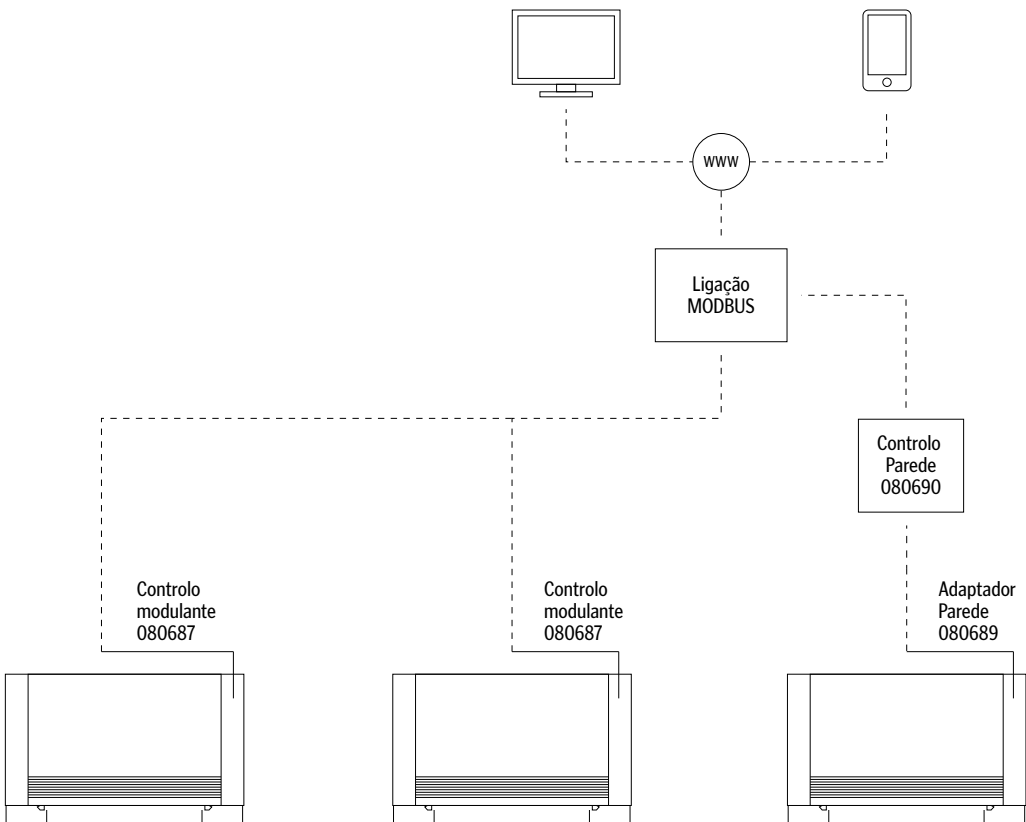 WWW
Ligação
MODBUS
Controlo
Parede
080690
Controlo
modulante
080687
Controlo
modulante
080687
Adaptador
Parede
080689